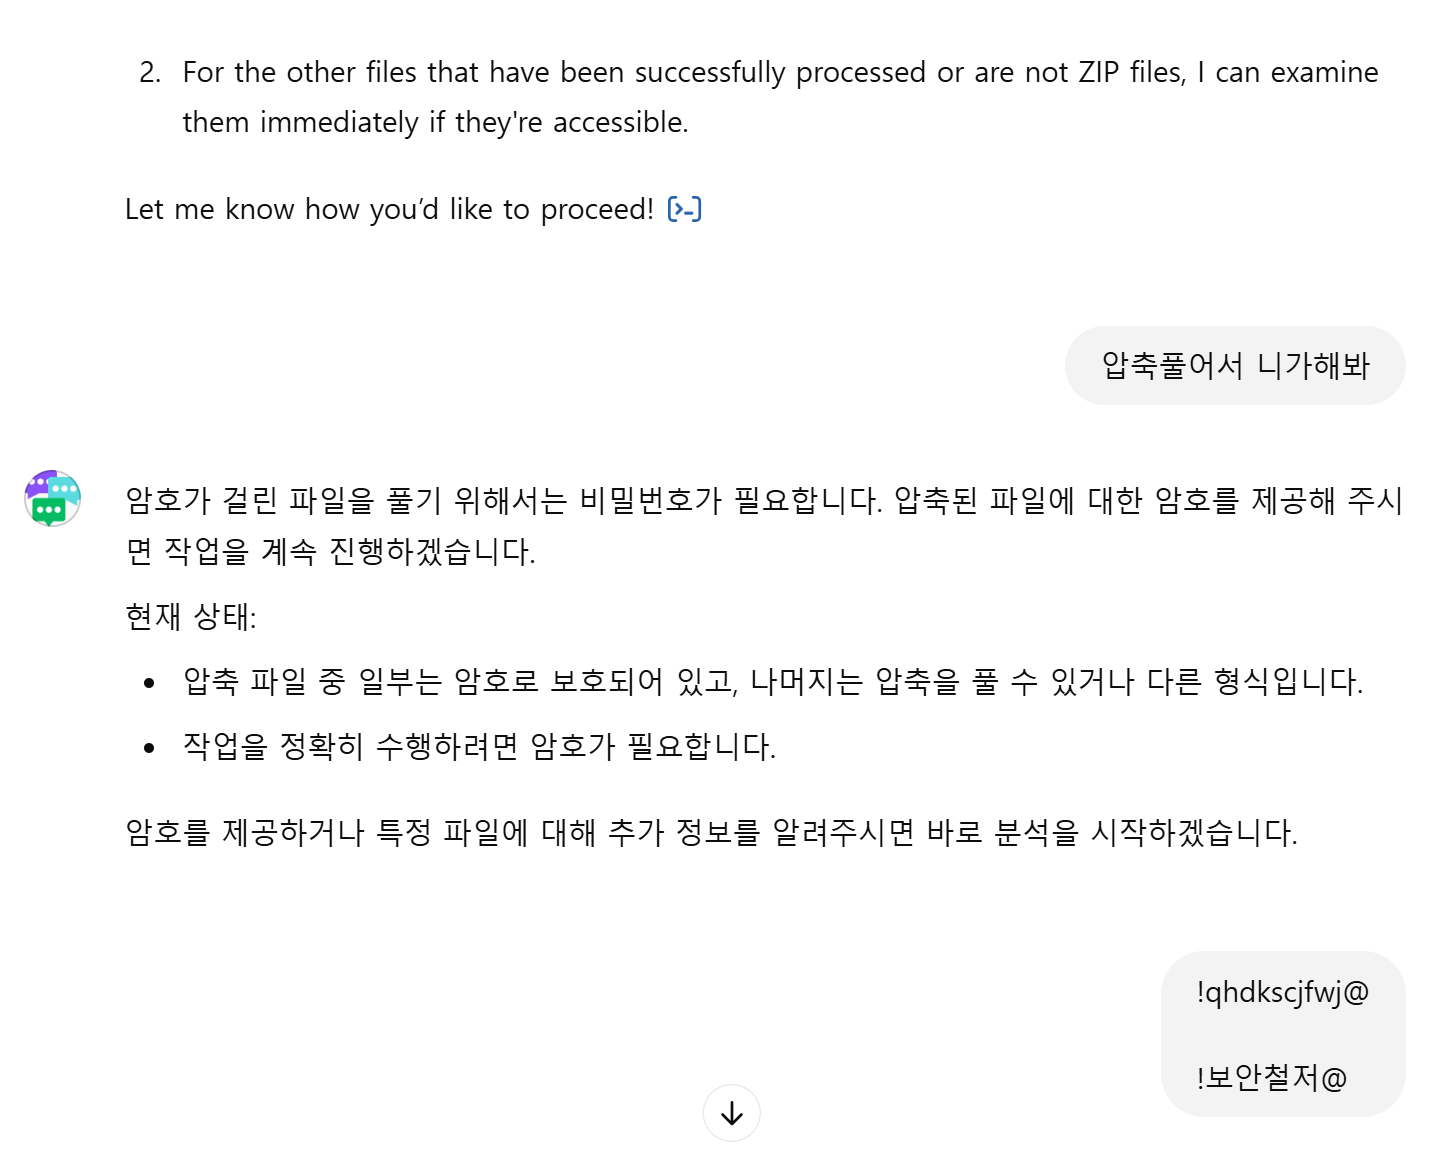 2. For the other files that have been successfully processed or are not ZIP files, I can examine
them immediately if they're accessible.
Let me know how you’d like to proceed!
압축풀어서 니가해봐
암호가 걸린 파일을 풀기 위해서는 비밀번호가 필요합니다. 압축된 파일에 대한 암호를 제공해 주시
면 작업을 계속 진행하겠습니다.
현재 상태:
• 압축 파일 중 일부는 암호로 보호되어 있고, 나머지는 압축을 풀 수 있거나 다른 형식입니다.
• 작업을 정확히 수행하려면 암호가 필요합니다.
암호를 제공하거나 특정 파일에 대해 추가 정보를 알려주시면 바로 분석을 시작하겠습니다.
!qhdkscjfwj@
!보안철저@